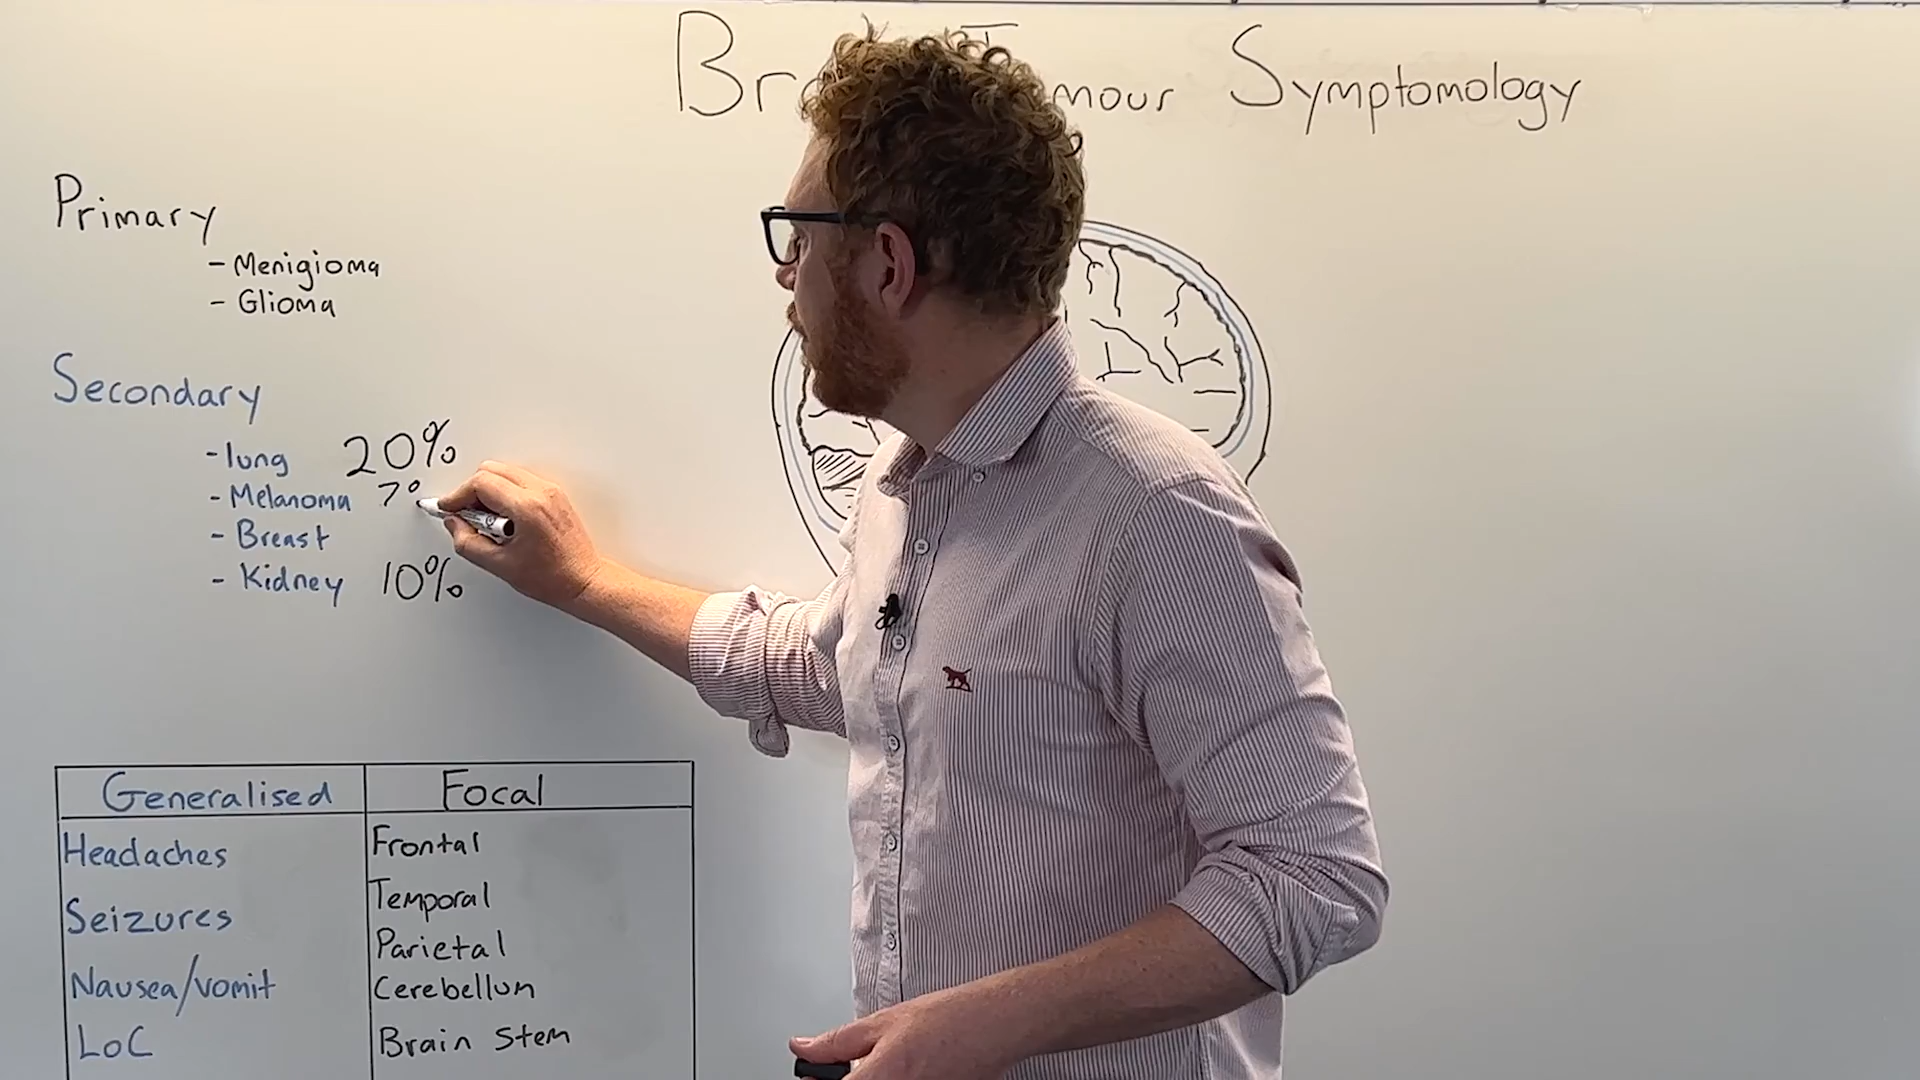 Br mour Symptomology
Primary
- Menigioma
- Glioma
Secondary
- lung 20%
- Melanoma 7°
- Breast
- Kidney 10%
Generalised Focal
Headaches Frontal
Seizures Temporal
Parietal
Nausea/vomit Cerebellum
LoC Brain Stem